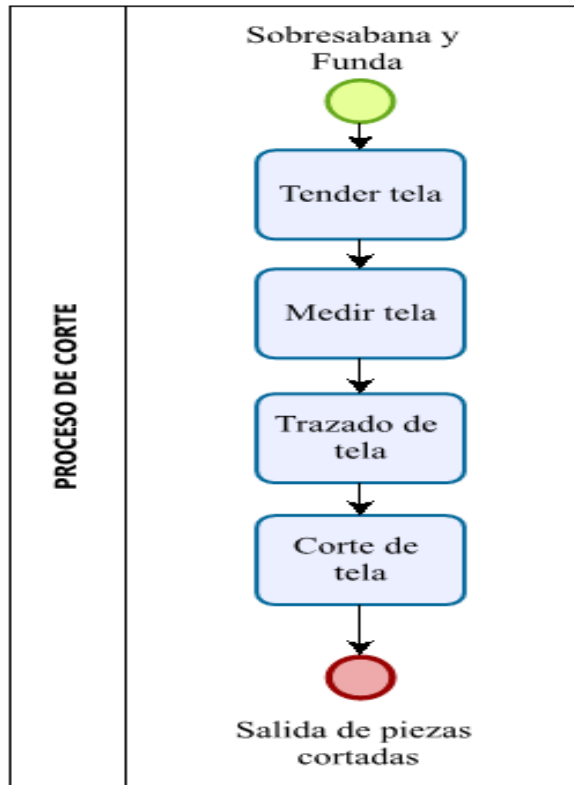 PROCESO DE CORTE
Sobresabana y
Funda
Tender tela
Medir tela
Trazado de
tela
Corte de
tela
Salida de piezas
cortadas